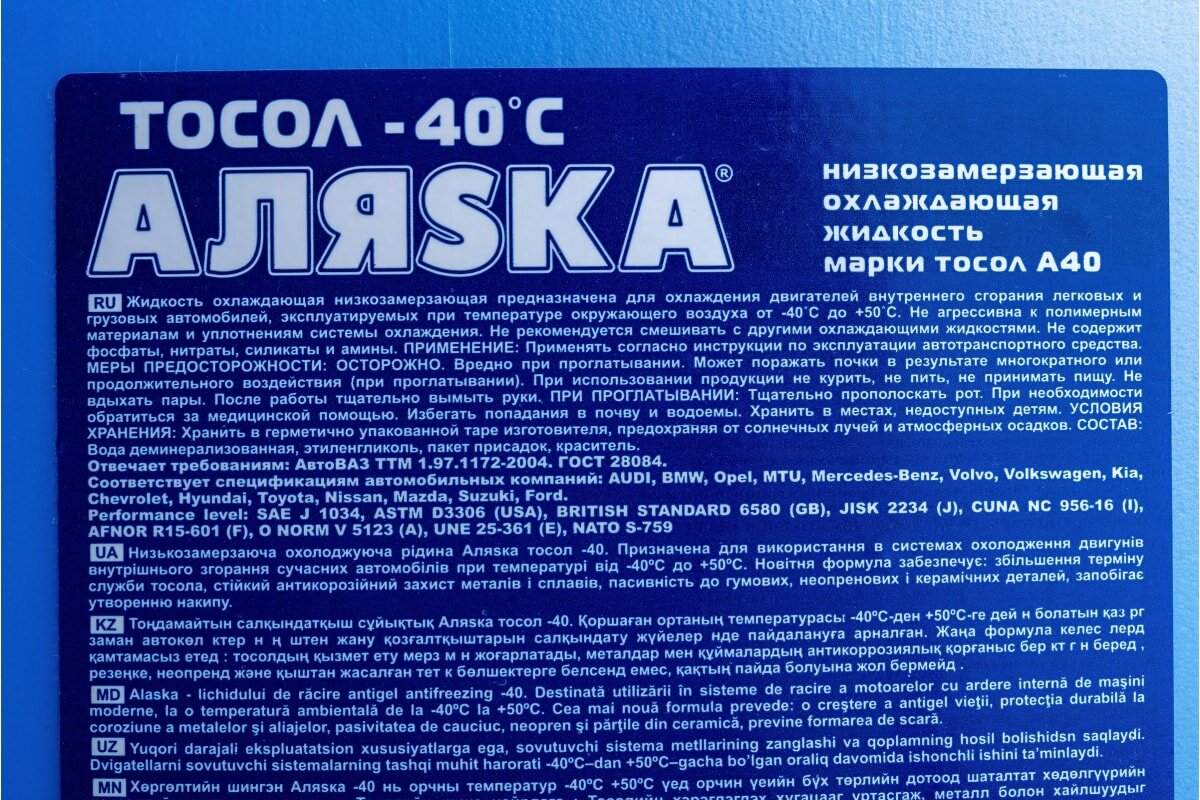 ТОСОЛ -40°C
АЛЯSКА®
низкозамерзающая
охлаждающая
жидкость
марки тосол А40
RU Жидкость охлаждающая низкозамерзающая предназначена для охлаждения двигателей внутреннего сгорания легковых и
грузовых автомобилей, эксплуатируемых при температуре окружающего воздуха от -40°С до +50°С. Не агрессивна к полимерным
материалам и уплотнениям системы охлаждения. Не рекомендуется смешивать с другими охлаждающими жидкостями. Не содержит
фосфаты, нитраты, силикаты и амины. ПРИМЕНЕНИЕ: Применять согласно инструкции по эксплуатации автотранспортного средства.
МЕРЫ ПРЕДОСТОРОЖНОСТИ: ОСТОРОЖНО. Вредно при проглатывании. Может поражать почки в результате многократного или
продолжительного воздействия (при проглатывании). При использовании продукции не курить, не пить, не принимать пищу. Не
вдыхать пары. После работы тщательно вымыть руки. ПРИ ПРОГЛАТЫВАНИИ: Тщательно прополоскать рот. При необходимости
обратиться за медицинской помощью. Избегать попадания в почву и водоемы. Хранить в местах, недоступных детям. УСЛОВИЯ
ХРАНЕНИЯ: Хранить в герметично упакованной таре изготовителя, предохраняя от солнечных лучей и атмосферных осадков. СОСТАВ:
Вода деминерализованная, этиленгликоль, пакет присадок, краситель.
Отвечает требованиям: АвтоВАЗ ТТМ 1.97.1172-2004. ГОСТ 28084.
Соответствует спецификациям автомобильных компаний: AUDI, BMW, Opel, MTU, Mercedes-Benz, Volvo, Volkswagen, Kia,
Chevrolet, Hyundai, Toyota, Nissan, Mazda, Suzuki, Ford.
Performance level: SAE J 1034, ASTM D3306 (USA), BRITISH STANDARD 6580 (GB), JISK 2234 (J), CUNA NC 956-16 (I),
AFNOR R15-601 (F), O NORM V 5123 (A), UNE 25-361 (E), NATO S-759
UA Низькозамерзаюча охолоджуюча рідина Аляsка тосол -40. Призначена для використання в системах охолодження двигунів
внутрішнього згорання сучасних автомобілів при температурі від -40ºС до +50ºС. Новітня формула забезпечує: збільшення терміну
служби тосола, стійкий антикорозійний захист металів і сплавів, пасивність до гумових, неопренових і керамічних деталей, запобігає
утворенню накипу.
KZ Тоңдамайтын салқындатқыш сұйықтық Аляsка тосол -40. Қоршаған ортаның температурасы -40ºС-ден +50ºС-ге дей н болатын қаз рг
заман автокөл ктер н ң штен жану қозғалтқыштарын салқындату жүйелер нде пайдалануға арналған. Жаңа формула келес лерд
қамтамасыз етед : тосолдың қызмет ету мерз м н жоғарлатады, металдар мен құймалардың антикоррозиялық қорғаныс бер кт г н беред ,
резеңке, неопренд және қыштан жасалған тет к бөлшектерге белсенд емес, қақтың пайда болуына жол бермейд .
MD Alaska - lichidului de răcire antigel antifreezing -40. Destinată utilizării în sisteme de racire a motoarelor cu ardere internă de maşini
moderne, la o temperatură ambientală de la -40ºC la +50ºC. Cea mai nouă formula prevede: o creştere a antigel vieţii, protecţia durabilă la
coroziune a metalelor şi aliajelor, pasivitatea de cauciuc, neopren şi părţile din ceramică, previne formarea de scară.
UZ Yuqori darajali ekspluatatsion xususiyatlarga ega, sovutuvchi sistema metllarining zanglashi va qoplamning hosil bolishidsn saqlaydi.
Dvigatellarni sovutuvchi sistemalarning tashqi muhit harorati -40ºC–dan +50ºC–gacha bo'lgan oraliq davomida ishonchli ishini ta'minlaydi.
MN Хөргөлтийн шингэн Аляsка -40 нь орчны температур -40ºС +50ºС үед орчин үеийн бүх төрлийн дотоод шаталтат хөдөлгүүрийн